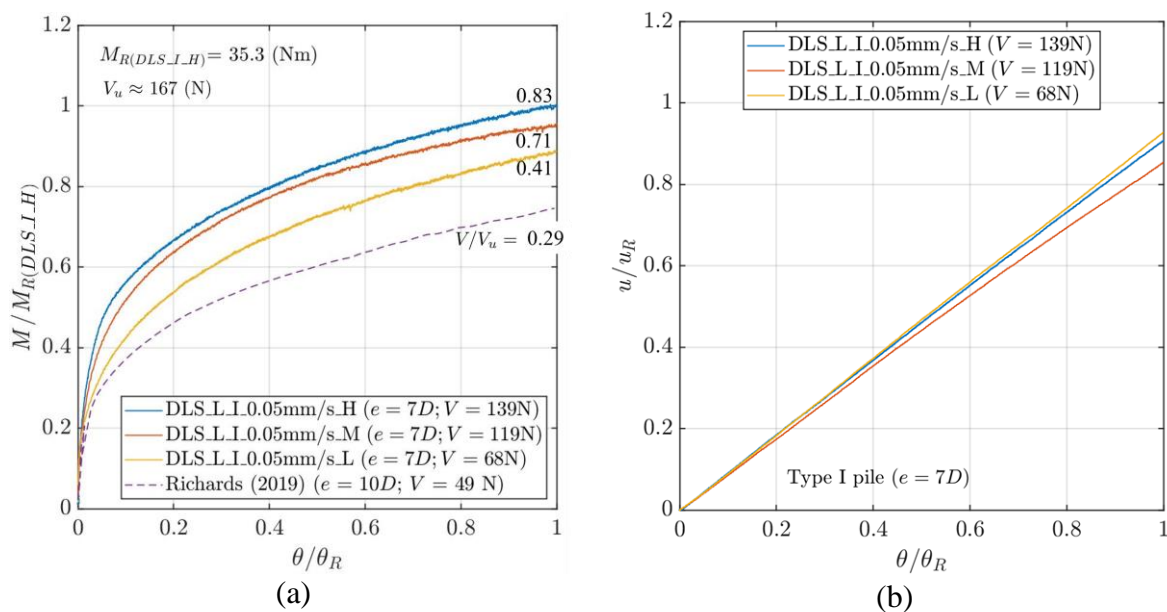 1.2
1
0.8
0.6
0.4
0.2
0
M/M_{R(DLS_I_H)}
M_{R(DLS_I_H)} = 35.3 (Nm)
V_u ≈ 167 (N)
0.83
0.71
0.41
V/V_u = 0.29
DLS_L_I_0.05mm/s_H (e = 7D; V = 139N)
DLS_L_I_0.05mm/s_M (e = 7D; V = 119N)
DLS_L_I_0.05mm/s_L (e = 7D; V = 68N)
Richards (2019) (e = 10D; V = 49 N)
0 0.2 0.4 0.6 0.8 1
θ/θ_R
(a)
1.2
1
0.8
0.6
0.4
0.2
0
u/u_R
DLS_L_I_0.05mm/s_H (V = 139N)
DLS_L_I_0.05mm/s_M (V = 119N)
DLS_L_I_0.05mm/s_L (V = 68N)
Type I pile (e = 7D)
0 0.2 0.4 0.6 0.8 1
θ/θ_R
(b)